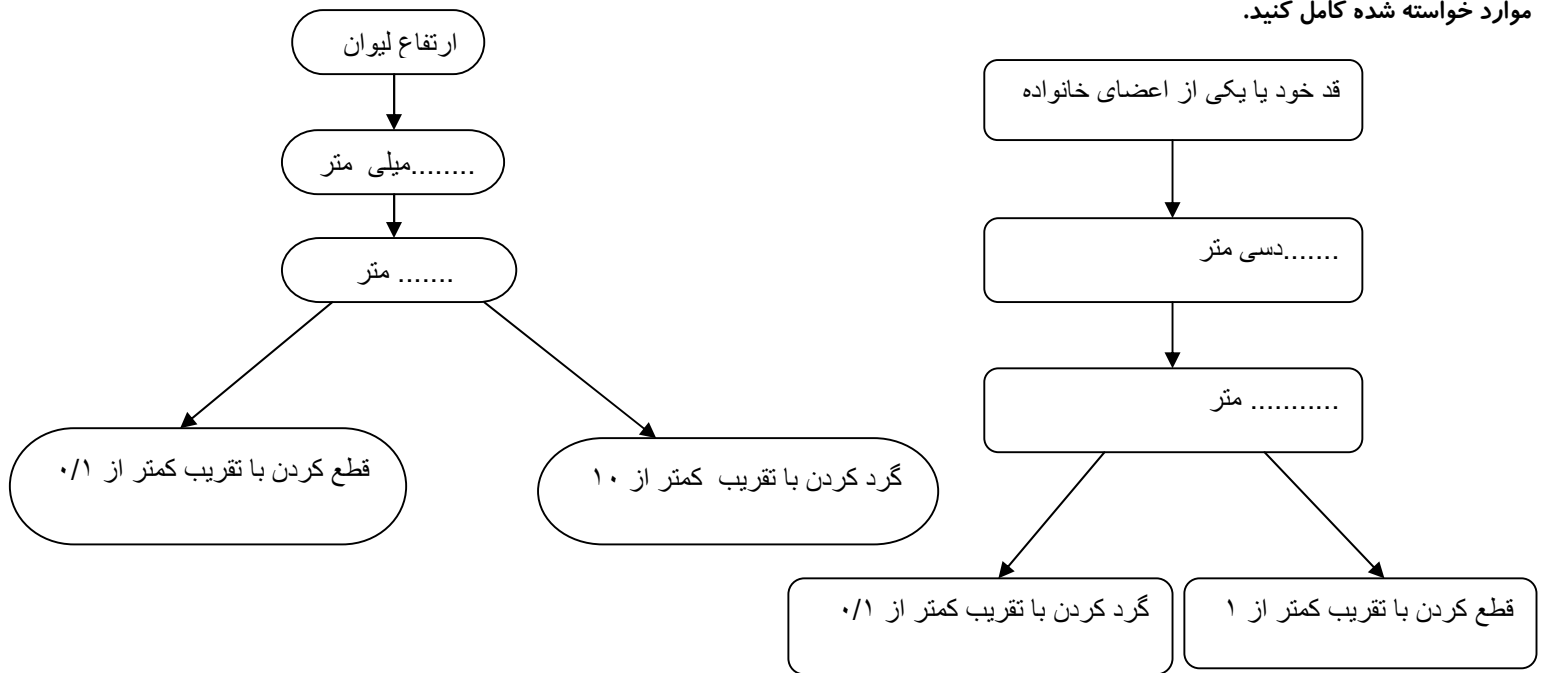 موارد خواسته شده کامل کنید.
قد خود یا یکی از اعضای خانواده
.......دسی متر
........... متر
قطع کردن با تقریب کمتر از ۱
گرد کردن با تقریب کمتر از ۰/۱
ارتفاع لیوان
........میلی متر
....... متر
گرد کردن با تقریب کمتر از ۱۰
قطع کردن با تقریب کمتر از ۰/۱